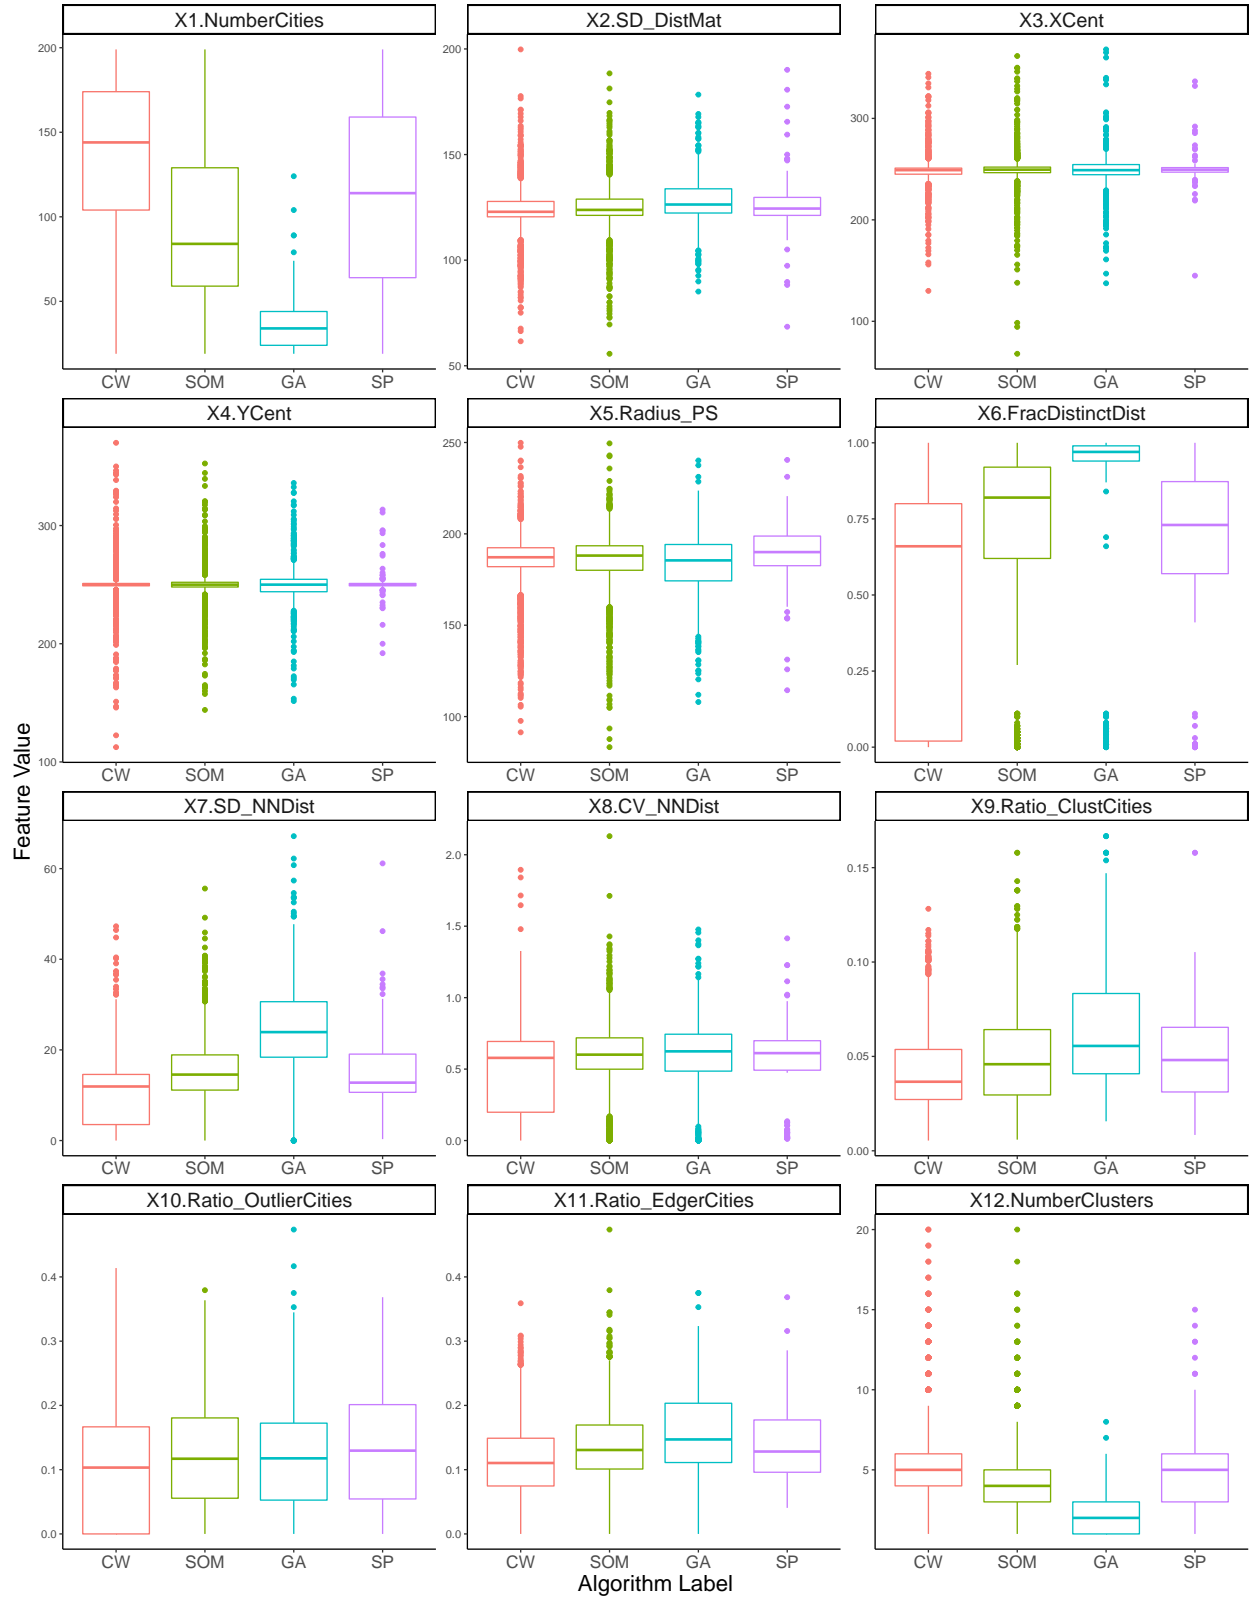 X1.NumberCities
X2.SD_DistMat
X3.XCent
200
150
100
50
CW SOM GA SP
200
150
100
50
CW SOM GA SP
300
200
100
CW SOM GA SP
X4.YCent
X5.Radius_PS
X6.FracDistinctDist
300
200
100
CW SOM GA SP
250
200
150
100
CW SOM GA SP
1.00
0.75
0.50
0.25
0.00
CW SOM GA SP
Feature Value
X7.SD_NNDist
X8.CV_NNDist
X9.Ratio_ClustCities
60
40
20
0
CW SOM GA SP
2.0
1.5
1.0
0.5
0.0
CW SOM GA SP
0.15
0.10
0.05
0.00
CW SOM GA SP
X10.Ratio_OutlierCities
X11.Ratio_EdgerCities
X12.NumberClusters
0.4
0.3
0.2
0.1
0.0
CW SOM GA SP
0.4
0.3
0.2
0.1
0.0
CW SOM GA SP
20
15
10
5
CW SOM GA SP
Algorithm Label